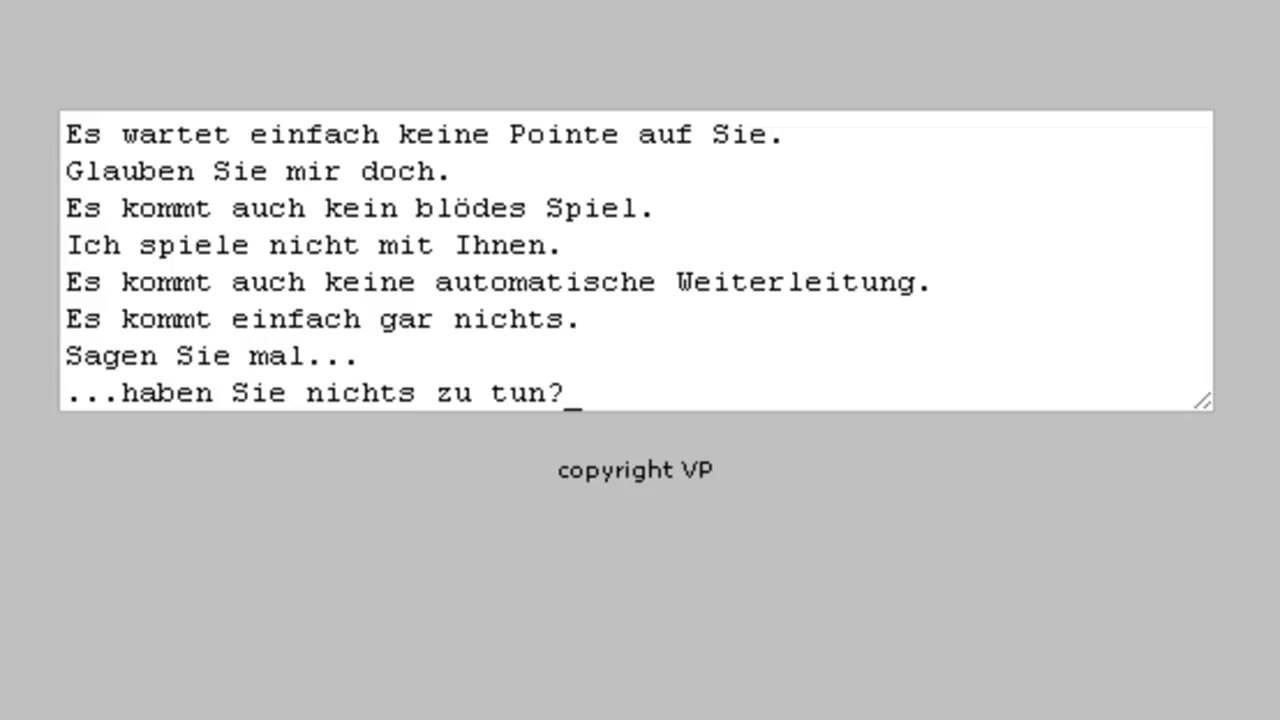 Es wartet einfach keine Pointe auf Sie.
Glauben Sie mir doch.
Es kommt auch kein blödes Spiel.
Ich spiele nicht mit Ihnen.
Es kommt auch keine automatische Weiterleitung.
Es kommt einfach gar nichts.
Sagen Sie mal...
...haben Sie nichts zu tun?_
copyright VP